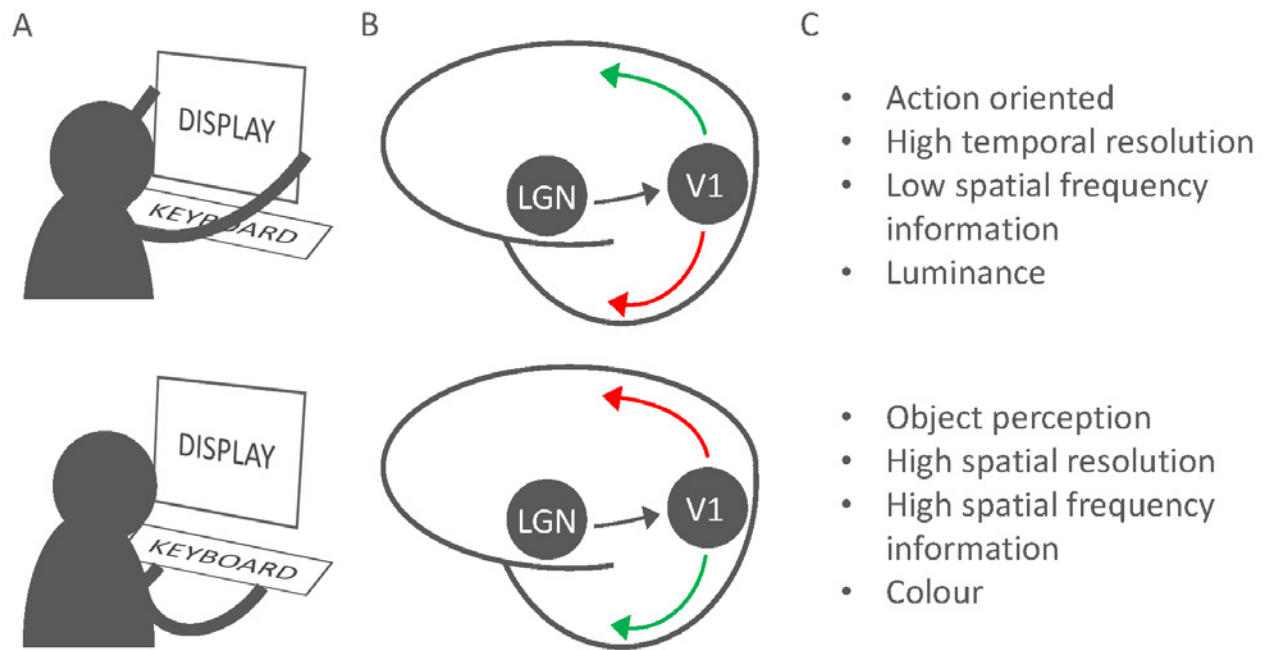 A
B
C
DISPLAY
KEYBOARD
LGN
V1
• Action oriented
• High temporal resolution
• Low spatial frequency
information
• Luminance
DISPLAY
KEYBOARD
LGN
V1
• Object perception
• High spatial resolution
• High spatial frequency
information
• Colour